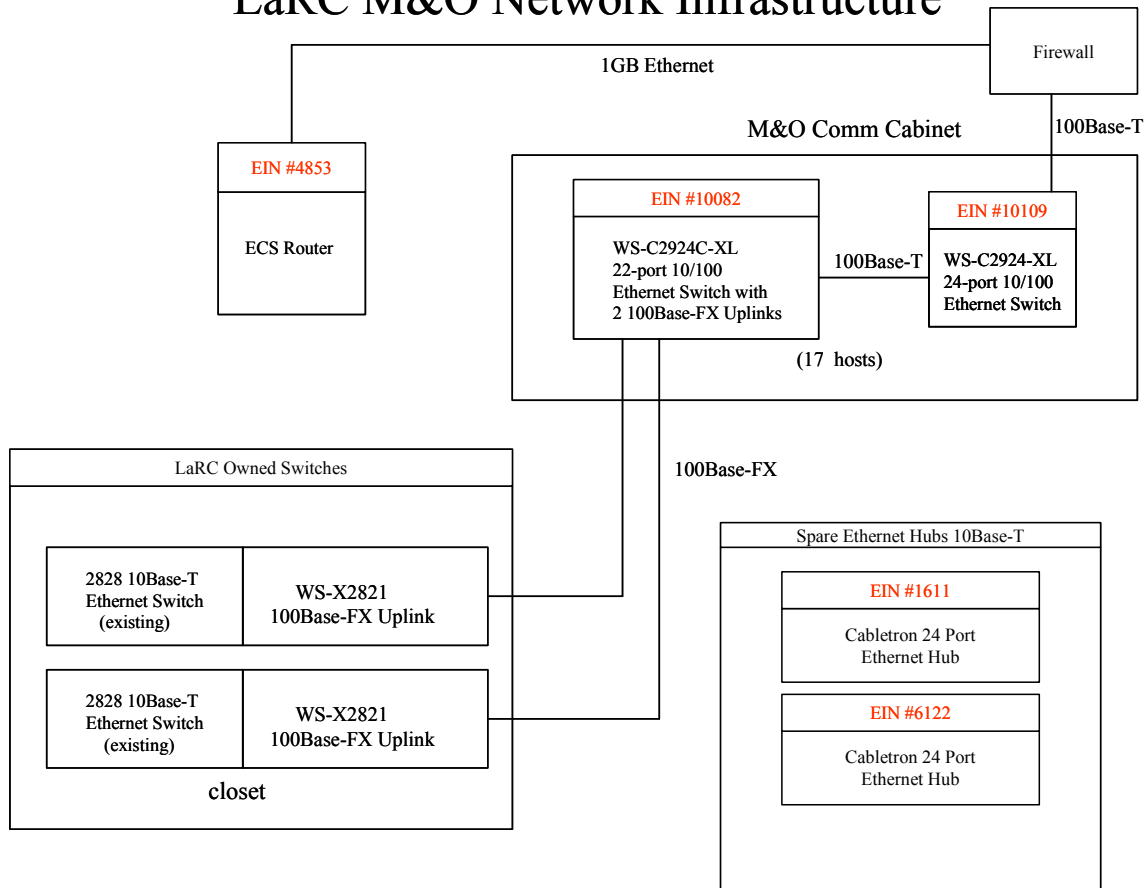 LaRC M&O Network Infrastructure
Firewall
1GB Ethernet
100Base-T
M&O Comm Cabinet
EIN #4853
ECS Router
EIN #10082
WS-C2924C-XL
22-port 10/100
Ethernet Switch with
2 100Base-FX Uplinks
100Base-T
EIN #10109
WS-C2924-XL
24-port 10/100
Ethernet Switch
(17 hosts)
LaRC Owned Switches
100Base-FX
2828 10Base-T
Ethernet Switch
(existing)
WS-X2821
100Base-FX Uplink
2828 10Base-T
Ethernet Switch
(existing)
WS-X2821
100Base-FX Uplink
closet
Spare Ethernet Hubs 10Base-T
EIN #1611
Cabletron 24 Port
Ethernet Hub
EIN #6122
Cabletron 24 Port
Ethernet Hub